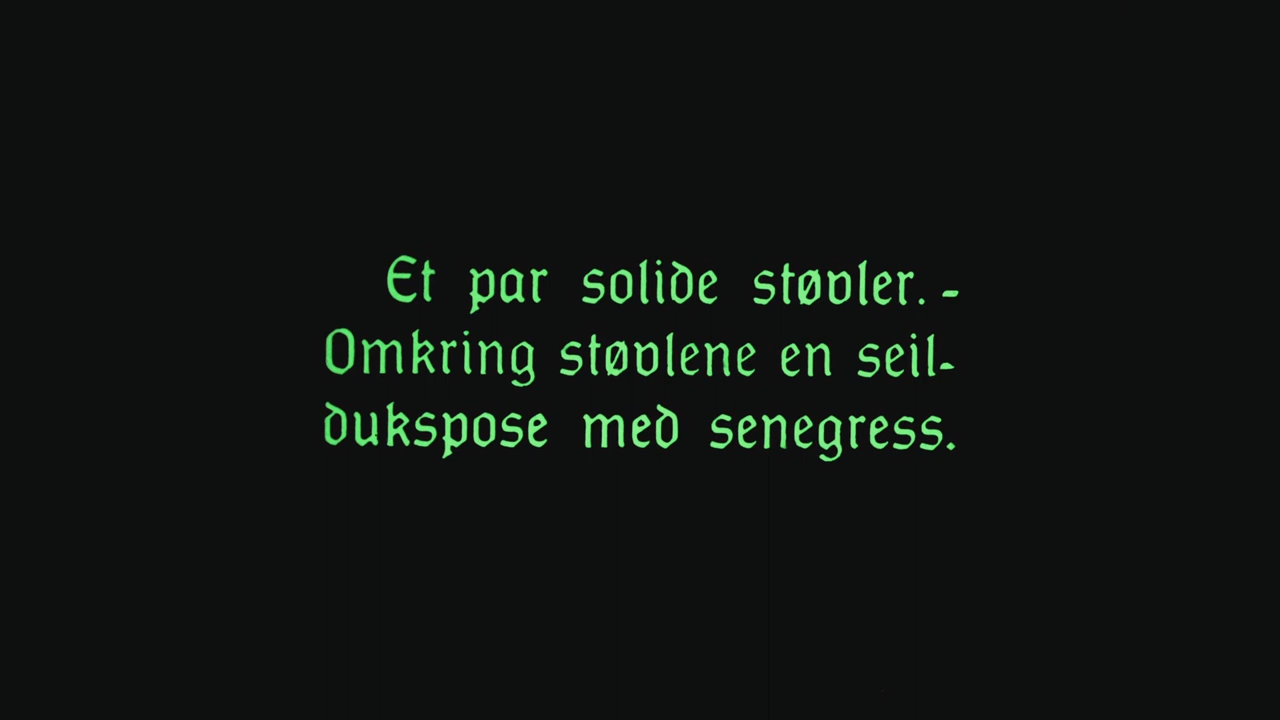 Et par solide støvler. -
Omkring støvlene en seil-
dukspose med senegress.